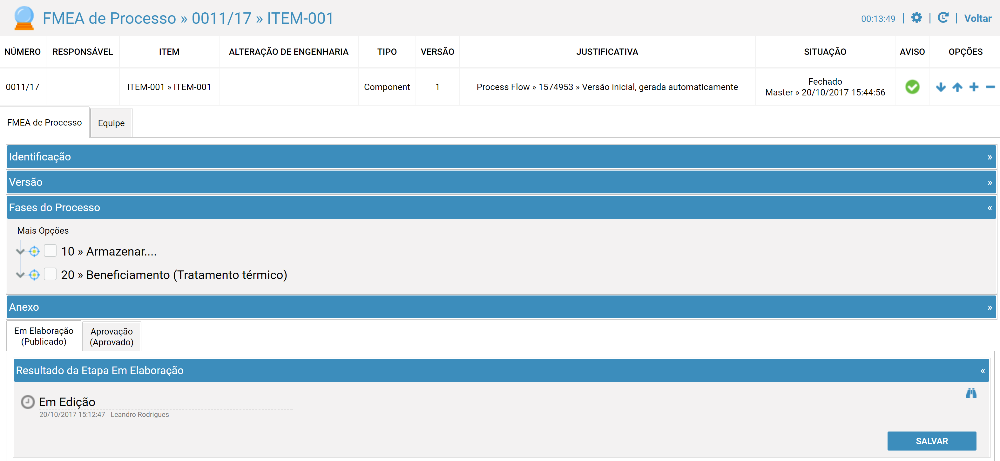 FMEA de Processo » 0011/17 » ITEM-001
00:13:49 | | | Voltar
NÚMERO RESPONSÁVEL ITEM ALTERAÇÃO DE ENGENHARIA TIPO VERSÃO JUSTIFICATIVA SITUAÇÃO AVISO OPÇÕES
0011/17 ITEM-001 » ITEM-001 Component 1 Process Flow » 1574953 » Versão inicial, gerada automaticamente Fechado
Master » 20/10/2017 15:44:56
FMEA de Processo Equipe
Identificação »
Versão »
Fases do Processo «
Mais Opções
10 » Armazenar....
20 » Beneficiamento (Tratamento térmico)
Anexo »
Em Elaboração
(Publicado)
Aprovação
(Aprovado)
Resultado da Etapa Em Elaboração «
Em Edição
20/10/2017 15:12:47 - Leandro Rodrigues
SALVAR